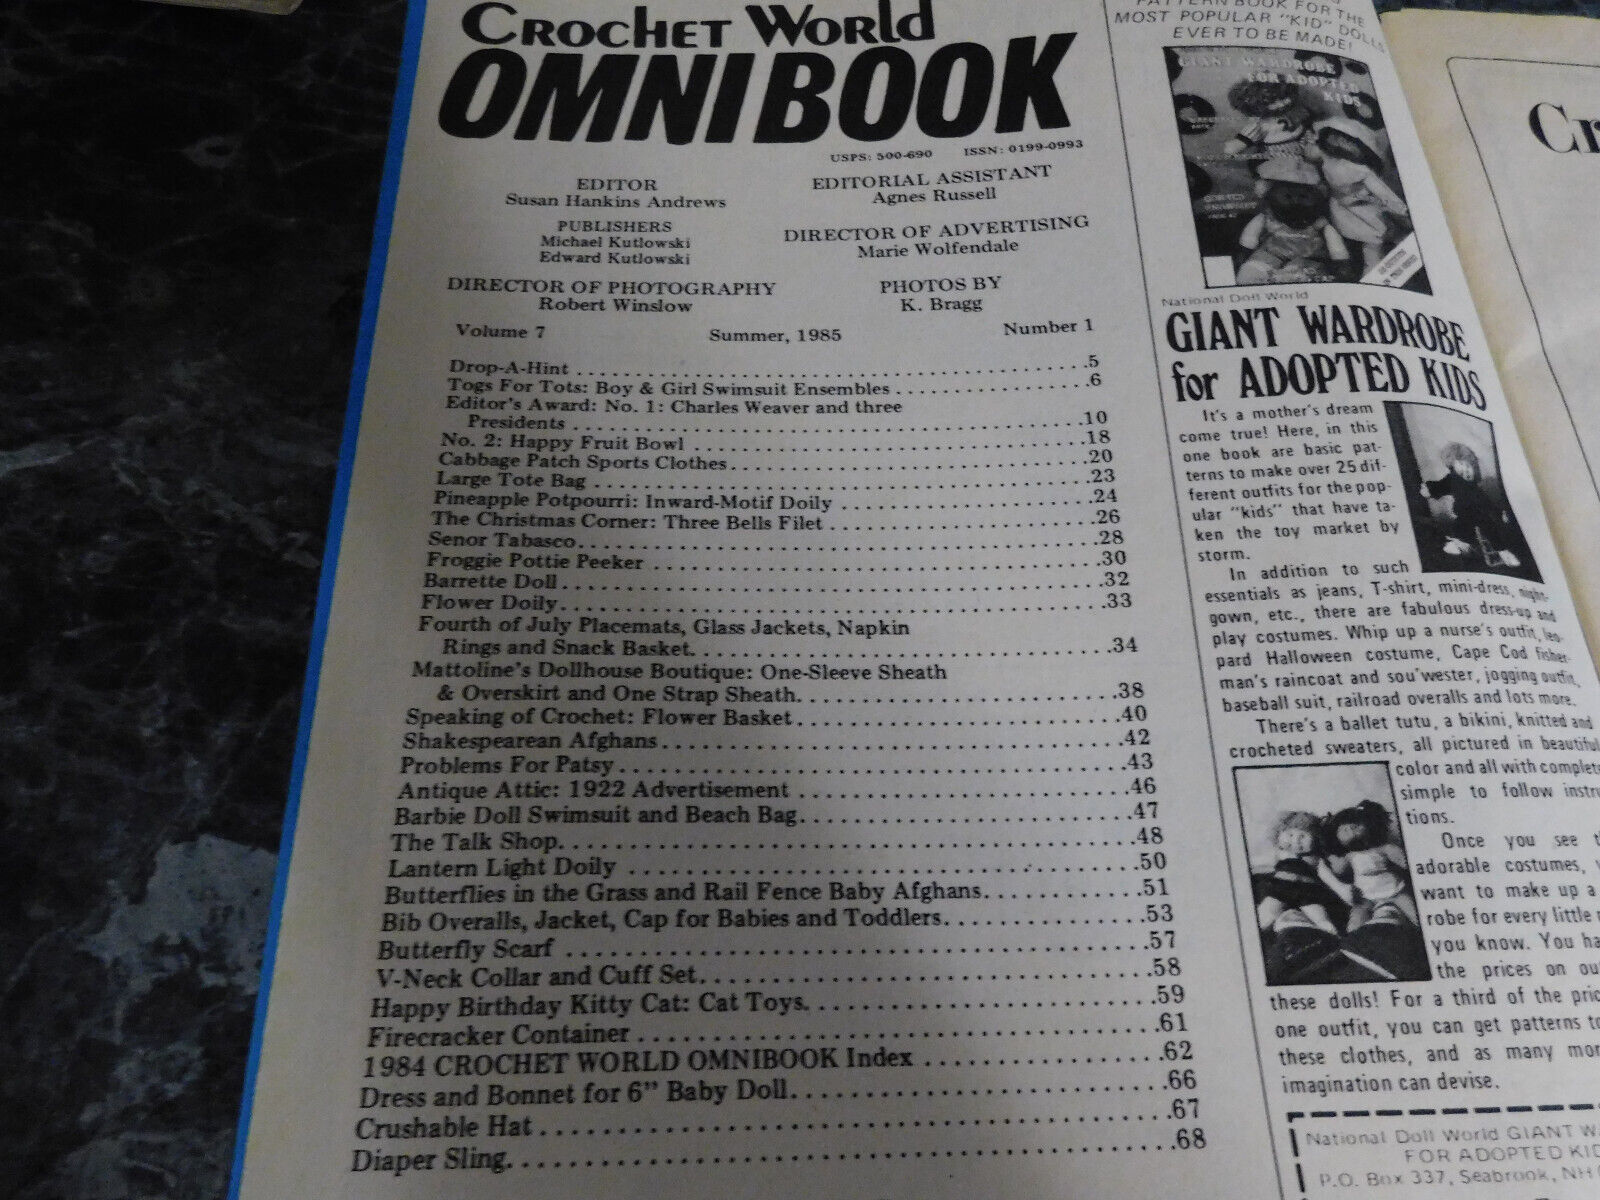 CROCHET WORLD
OMNIBOOK
USPS: 500-690 ISSN: 0199-0993
EDITOR
Susan Hankins Andrews
EDITORIAL ASSISTANT
Agnes Russell
PUBLISHERS
Michael Kutlowski
Edward Kutlowski
DIRECTOR OF ADVERTISING
Marie Wolfendale
DIRECTOR OF PHOTOGRAPHY
Robert Winslow
PHOTOS BY
K. Bragg
Volume 7 Summer, 1985 Number 1
Drop-A-Hint 5
Togs For Tots: Boy & Girl Swimsuit Ensembles 6
Editor's Award: No. 1: Charles Weaver and three
Presidents 10
No. 2: Happy Fruit Bowl 18
Cabbage Patch Sports Clothes 20
Large Tote Bag 23
Pineapple Potpourri: Inward-Motif Doily 24
The Christmas Corner: Three Bells Filet 26
Senor Tabasco 28
Froggie Pottie Peeker 30
Barrette Doll 32
Flower Doily 33
Fourth of July Placemats, Glass Jackets, Napkin
Rings and Snack Basket 34
Mattoline's Dollhouse Boutique: One-Sleeve Sheath
& Overskirt and One Strap Sheath 38
Speaking of Crochet: Flower Basket 40
Shakespearean Afghans 42
Problems For Patsy 43
Antique Attic: 1922 Advertisement 46
Barbie Doll Swimsuit and Beach Bag 47
The Talk Shop 48
Lantern Light Doily 50
Butterflies in the Grass and Rail Fence Baby Afghans 51
Bib Overalls, Jacket, Cap for Babies and Toddlers 53
Butterfly Scarf 57
V-Neck Collar and Cuff Set 58
Happy Birthday Kitty Cat: Cat Toys 59
Firecracker Container 61
1984 CROCHET WORLD OMNIBOOK Index 62
Dress and Bonnet for 6" Baby Doll 66
Crushable Hat 67
Diaper Sling 68
PATTERN BOOK FOR THE
MOST POPULAR "KID" DOLLS
EVER TO BE MADE!
GIANT WARDROBE
FOR ADOPTED
KIDS
National Doll World
GIANT WARDROBE
for ADOPTED KIDS
It's a mother's dream
come true! Here, in this
one book are basic pat-
terns to make over 25 dif-
ferent outfits for the pop-
ular "kids" that have ta-
ken the toy market by
storm.
In addition to such
essentials as jeans, T-shirt, mini-dress, night-
gown, etc., there are fabulous dress-up and
play costumes. Whip up a nurse's outfit, leo-
pard Halloween costume, Cape Cod fisher-
man's raincoat and sou'wester, jogging outfit,
baseball suit, railroad overalls and lots more.
There's a ballet tutu, a bikini, knitted and
crocheted sweaters, all pictured in beautiful
color and all with complete
simple to follow instru
tions.
Once you see t
adorable costumes,
want to make up a
robe for every little
you know. You ha
the prices on ou
these dolls! For a third of the pric
one outfit, you can get patterns to
these clothes, and as many mor
imagination can devise.
National Doll World GIANT W
FOR ADOPTED KID
P.O. Box 337, Seabrook, NH
Cr